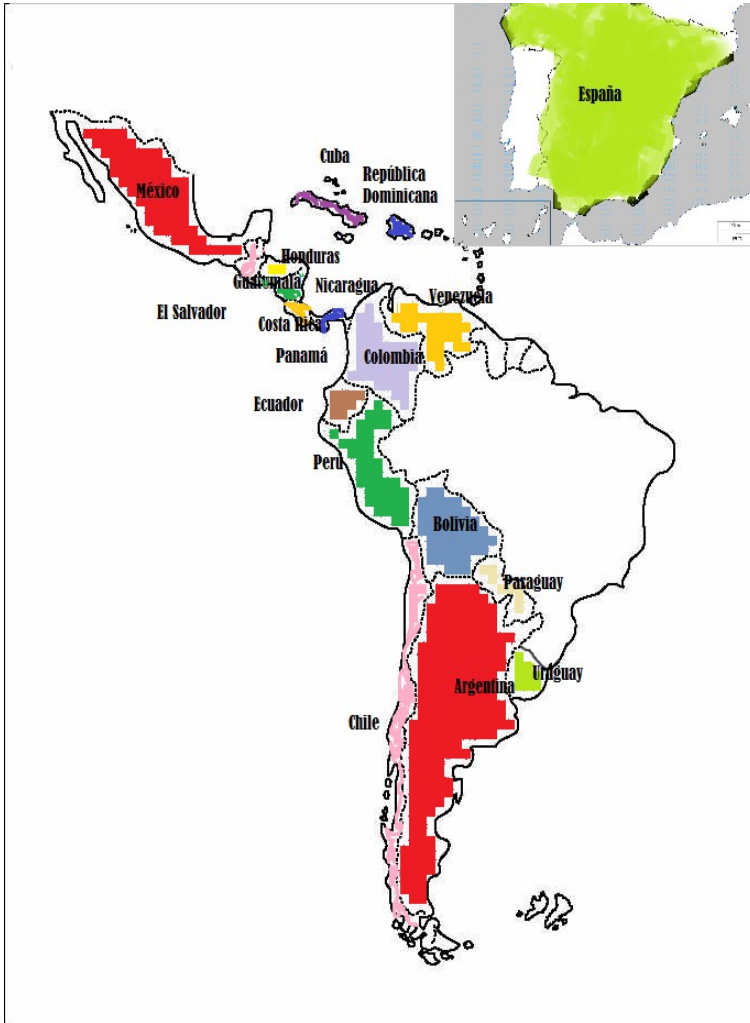 España
Cuba
República
Dominicana
México
Honduras
Guatemala
Nicaragua
El Salvador
Costa Rica
Venezuela
Panamá
Colombia
Ecuador
Perú
Bolivia
Paraguay
Uruguay
Argentina
Chile